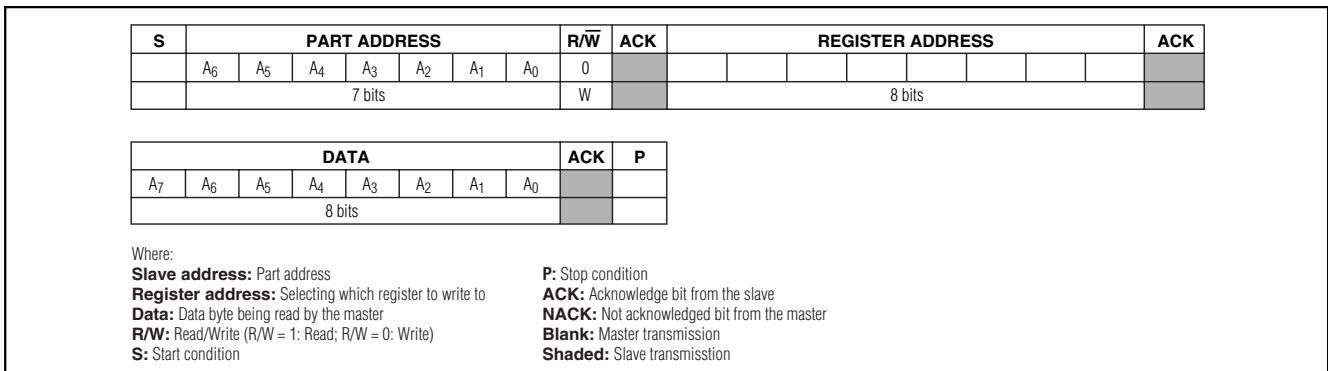 S PART ADDRESS R/W̅ ACK REGISTER ADDRESS ACK
A₆ A₅ A₄ A₃ A₂ A₁ A₀ 0
7 bits W 8 bits
DATA ACK P
A₇ A₆ A₅ A₄ A₃ A₂ A₁ A₀
8 bits
Where:
Slave address: Part address
Register address: Selecting which register to write to
Data: Data byte being read by the master
R/W: Read/Write (R/W = 1: Read; R/W = 0: Write)
S: Start condition
P: Stop condition
ACK: Acknowledge bit from the slave
NACK: Not acknowledged bit from the master
Blank: Master transmission
Shaded: Slave transmisstion